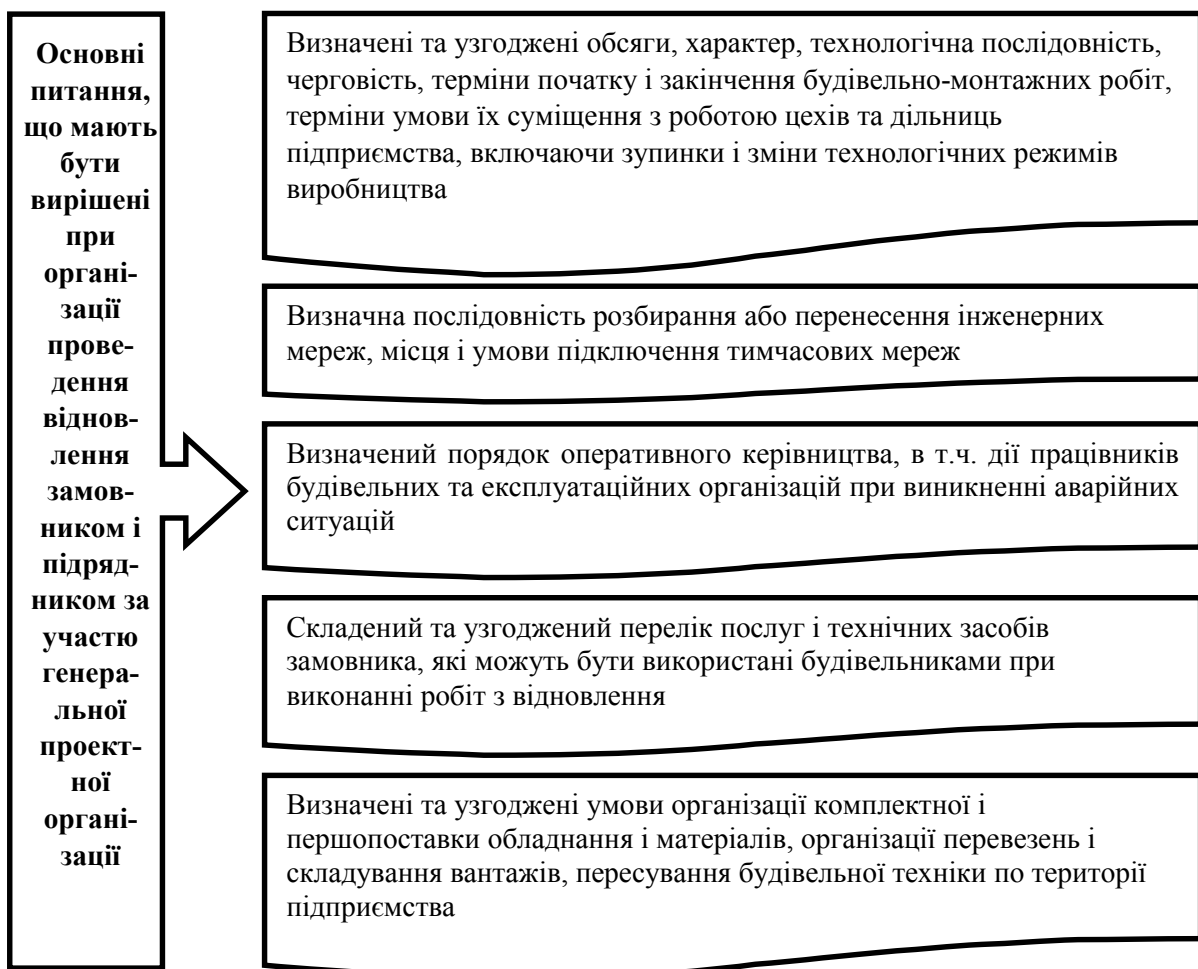 Основні
питання,
що мають
бути
вирішені
при
органі-
зації
прове-
дення
віднов-
лення
замов-
ником і
підряд-
ником за
участю
генера-
льної
проект-
ної
органі-
зації
Визначені та узгоджені обсяги, характер, технологічна послідовність,
черговість, терміни початку і закінчення будівельно-монтажних робіт,
терміни умови їх суміщення з роботою цехів та дільниць
підприємства, включаючи зупинки і зміни технологічних режимів
виробництва
Визначна послідовність розбирання або перенесення інженерних
мереж, місця і умови підключення тимчасових мереж
Визначений порядок оперативного керівництва, в т.ч. дії працівників
будівельних та експлуатаційних організацій при виникненні аварійних
ситуацій
Складений та узгоджений перелік послуг і технічних засобів
замовника, які можуть бути використані будівельниками при
виконанні робіт з відновлення
Визначені та узгоджені умови організації комплектної і
першопоставки обладнання і матеріалів, організації перевезень і
складування вантажів, пересування будівельної техніки по території
підприємства